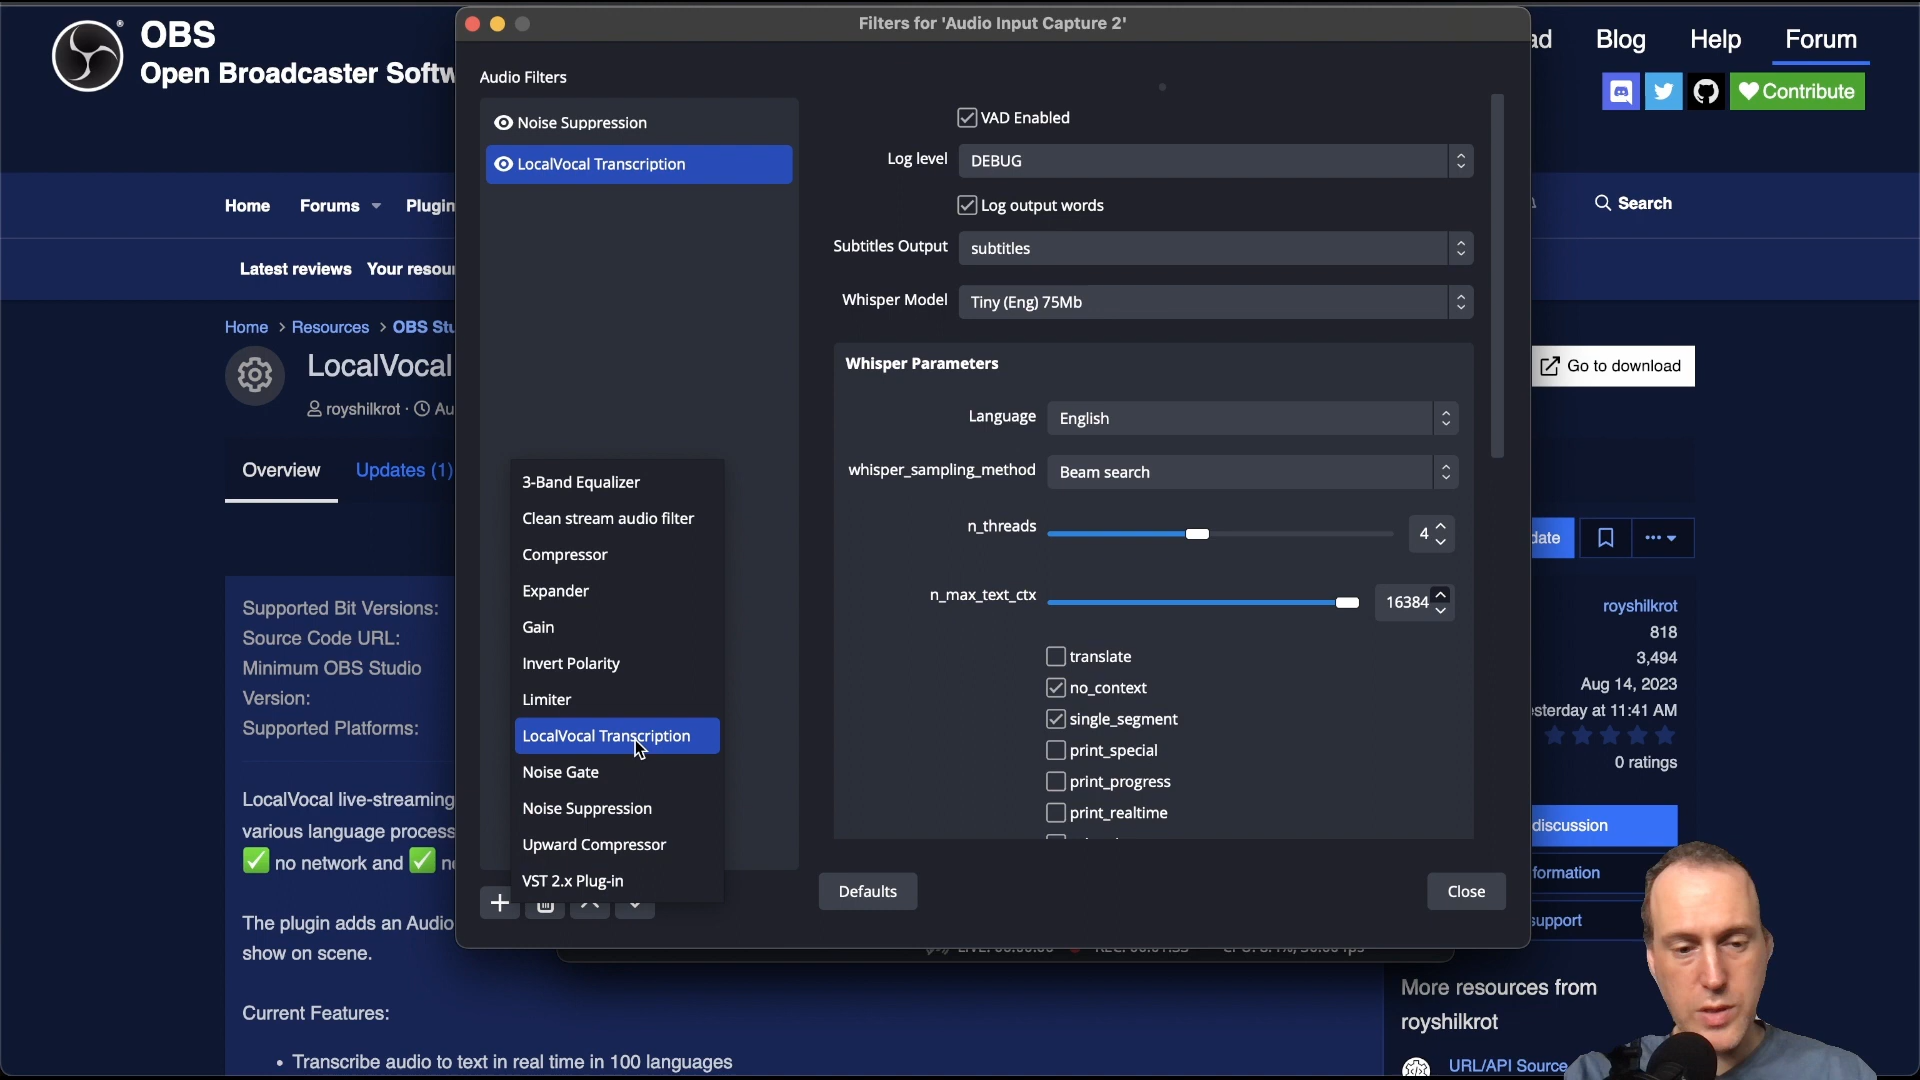 OBS
Open Broadcaster Softw
Blog
Help
Forum
Contribute
Home
Forums
Plugin
Search
Latest reviews
Your resou
Home > Resources > OBS Stu
LocalVocal
royshilkrot · Au
Go to download
Overview
Updates (1)
Supported Bit Versions:
Source Code URL:
Minimum OBS Studio
Version:
Supported Platforms:
LocalVocal live-streaming
various language process
no network and
The plugin adds an Audio
show on scene.
Current Features:
• Transcribe audio to text in real time in 100 languages
Filters for 'Audio Input Capture 2'
Audio Filters
Noise Suppression
LocalVocal Transcription
3-Band Equalizer
Clean stream audio filter
Compressor
Expander
Gain
Invert Polarity
Limiter
LocalVocal Transcription
Noise Gate
Noise Suppression
Upward Compressor
VST 2.x Plug-in
VAD Enabled
Log level DEBUG
Log output words
Subtitles Output subtitles
Whisper Model Tiny (Eng) 75Mb
Whisper Parameters
Language English
whisper_sampling_method Beam search
n_threads 4
n_max_text_ctx 16384
translate
no_context
single_segment
print_special
print_progress
print_realtime
Defaults
Close
date
royshilkrot
818
3,494
Aug 14, 2023
sterday at 11:41 AM
0 ratings
discussion
formation
support
More resources from
royshilkrot
URL/API Source